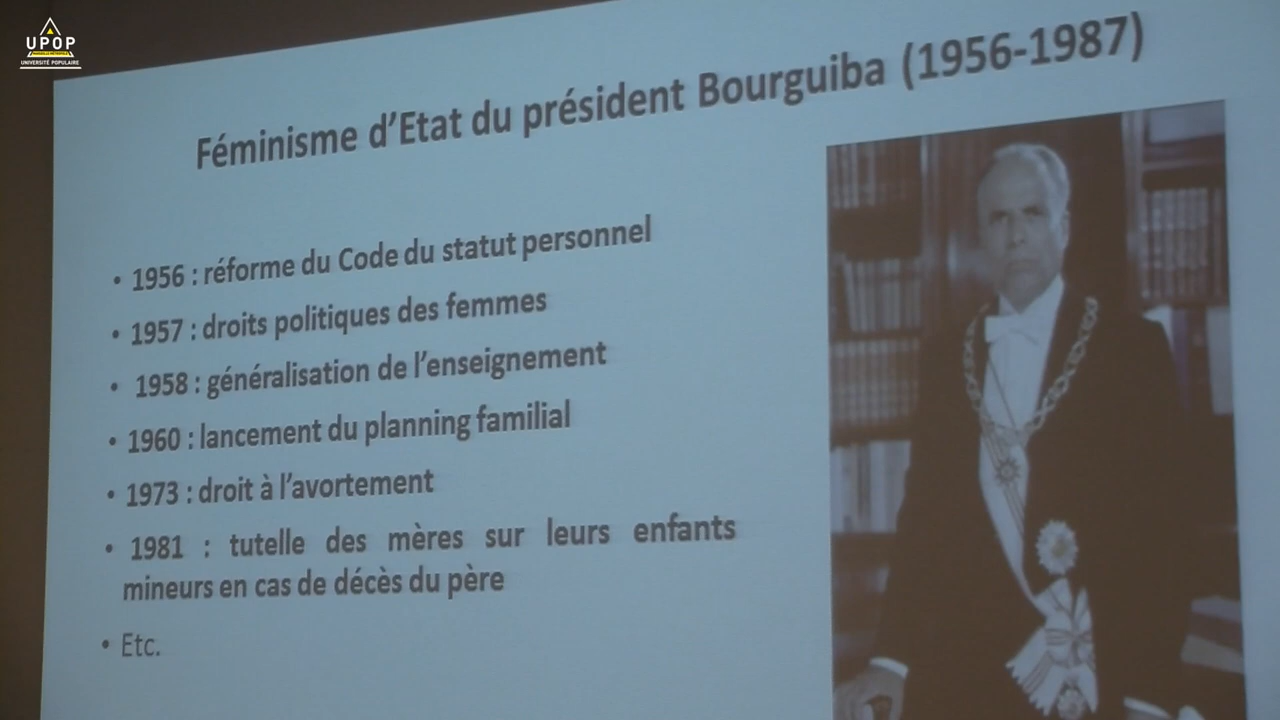 UPOP
UNIVERSITÉ POPULAIRE
Féminisme d'Etat du président Bourguiba (1956-1987)
• 1956 : réforme du Code du statut personnel
• 1957 : droits politiques des femmes
• 1958 : généralisation de l'enseignement
• 1960 : lancement du planning familial
• 1973 : droit à l'avortement
• 1981 : tutelle des mères sur leurs enfants
mineurs en cas de décès du père
• Etc.